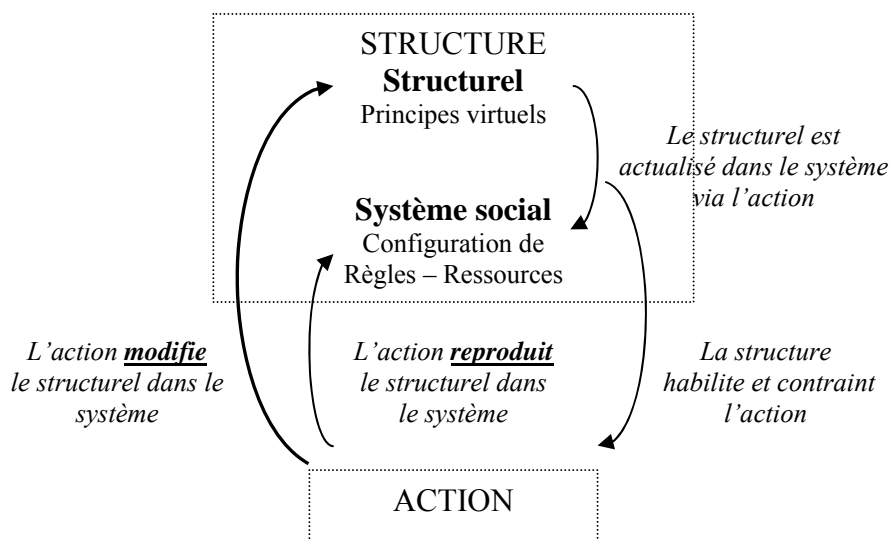 STRUCTURE
Structurel
Principes virtuels
Le structurel est
actualisé dans le système
via l’action
Système social
Configuration de
Règles – Ressources
L’action modifie
le structurel dans le
système
L’action reproduit
le structurel dans
le système
La structure
habilite et contraint
l’action
ACTION